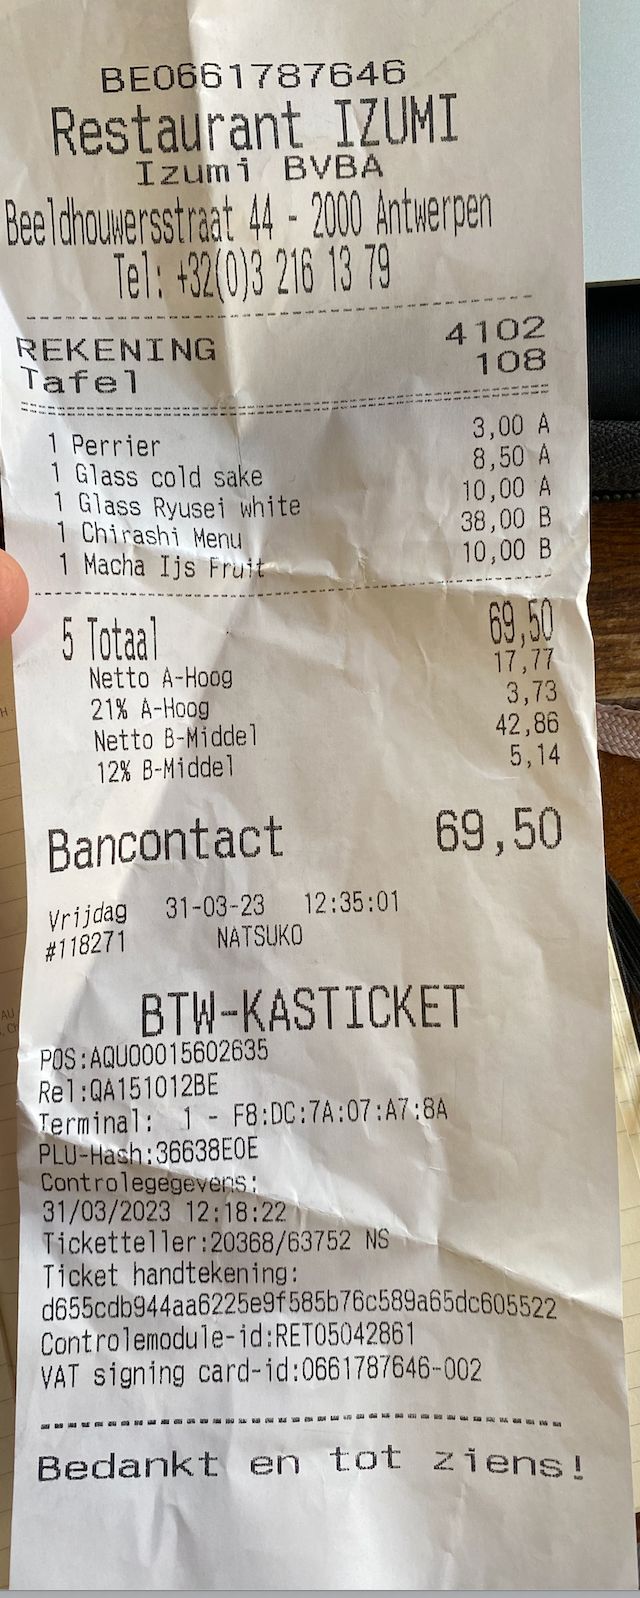 BE0661787646
Restaurant IZUMI
Izumi BVBA
Beeldhouwersstraat 44 - 2000 Antwerpen
Tel: +32(0)3 216 13 79
REKENING 4102
Tafel 108
1 Perrier 3,00 A
1 Glass cold sake 8,50 A
1 Glass Ryusei white 10,00 A
1 Chirashi Menu 38,00 B
1 Macha Ijs Fruit 10,00 B
5 Totaal 69,50
Netto A-Hoog 17,77
21% A-Hoog 3,73
Netto B-Middel 42,86
12% B-Middel 5,14
Bancontact 69,50
Vrijdag 31-03-23 12:35:01
#118271 NATSUKO
BTW-KASTICKET
POS:AQU00015602635
Rel:QA151012BE
Terminal: 1 - F8:DC:7A:07:A7:8A
PLU-Hash:36638E0E
Controlegegevens:
31/03/2023 12:18:22
Ticketteller:20368/63752 NS
Ticket handtekening:
d655cdb944aa6225e9f585b76c589a65dc605522
Controlemodule-id:RET05042861
VAT signing card-id:0661787646-002
Bedankt en tot ziens!